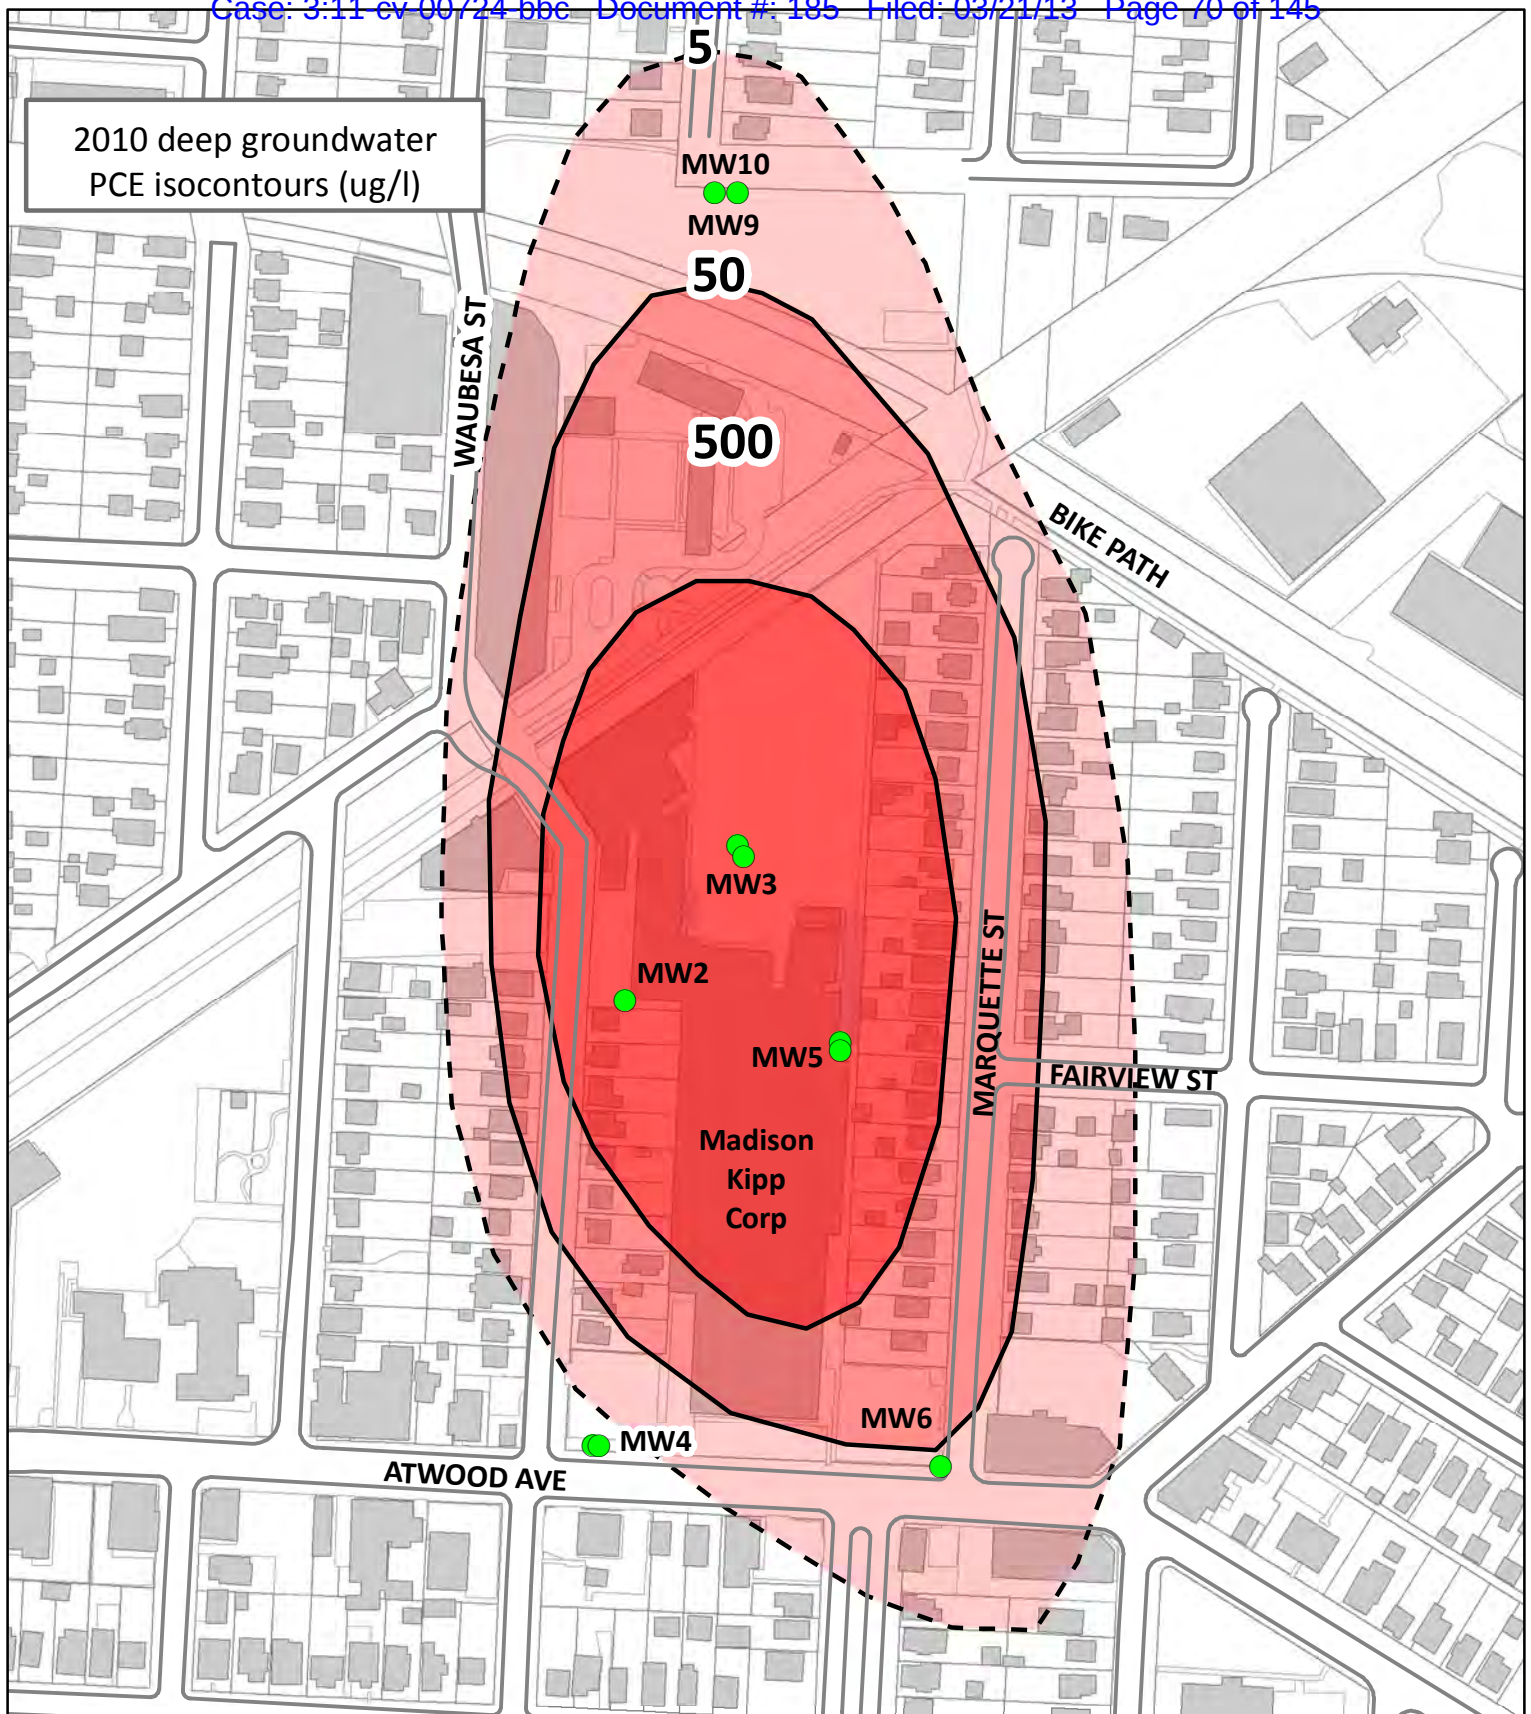 Case: 3:11-cv-00724-bbc Document #: 185 Filed: 03/21/13 Page 70 of 145
5
2010 deep groundwater
PCE isocontours (ug/l)
MW10
MW9
50
WAUBESA ST
500
BIKE PATH
MW3
MARQUETTE ST
MW2
MW5
FAIRVIEW ST
Madison
Kipp
Corp
MW6
MW4
ATWOOD AVE